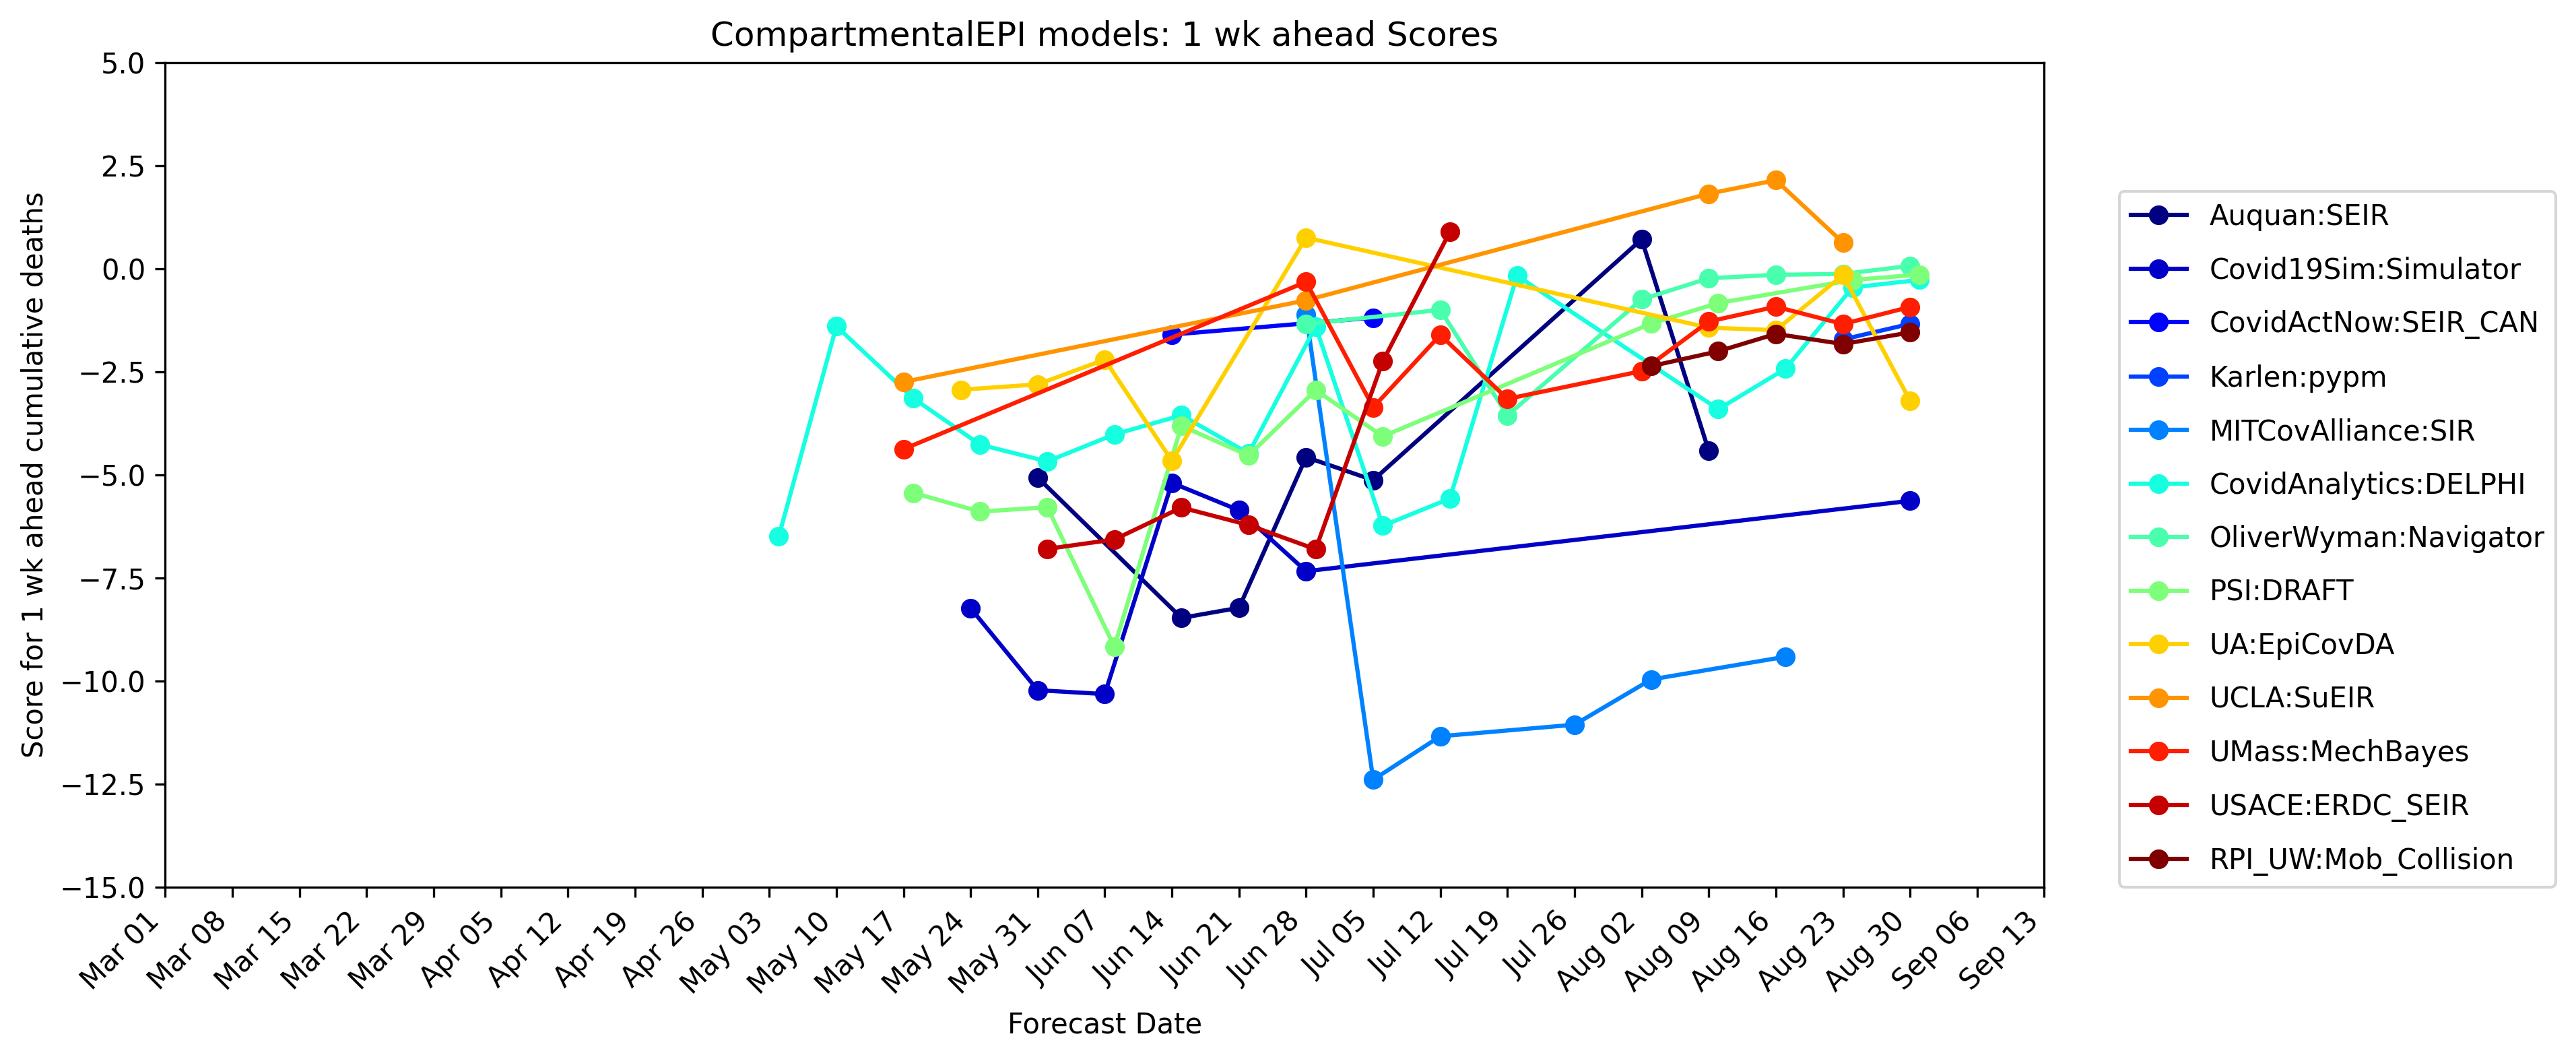 CompartmentalEPI models: 1 wk ahead Scores
Score for 1 wk ahead cumulative deaths
5.0
2.5
0.0
−2.5
−5.0
−7.5
−10.0
−12.5
−15.0
Mar 01
Mar 08
Mar 15
Mar 22
Mar 29
Apr 05
Apr 12
Apr 19
Apr 26
May 03
May 10
May 17
May 24
May 31
Jun 07
Jun 14
Jun 21
Jun 28
Jul 05
Jul 12
Jul 19
Jul 26
Aug 02
Aug 09
Aug 16
Aug 23
Aug 30
Sep 06
Sep 13
Forecast Date
Auquan:SEIR
Covid19Sim:Simulator
CovidActNow:SEIR_CAN
Karlen:pypm
MITCovAlliance:SIR
CovidAnalytics:DELPHI
OliverWyman:Navigator
PSI:DRAFT
UA:EpiCovDA
UCLA:SuEIR
UMass:MechBayes
USACE:ERDC_SEIR
RPI_UW:Mob_Collision